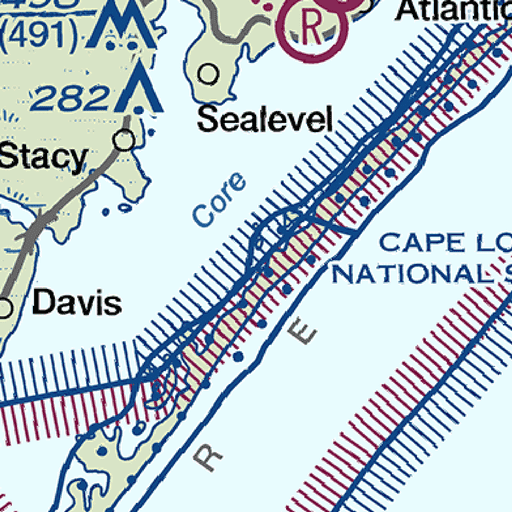 (491)
Atlantic
R
282
Sealevel
Stacy
Core
CAPE LO
NATIONAL S
Davis
E
R